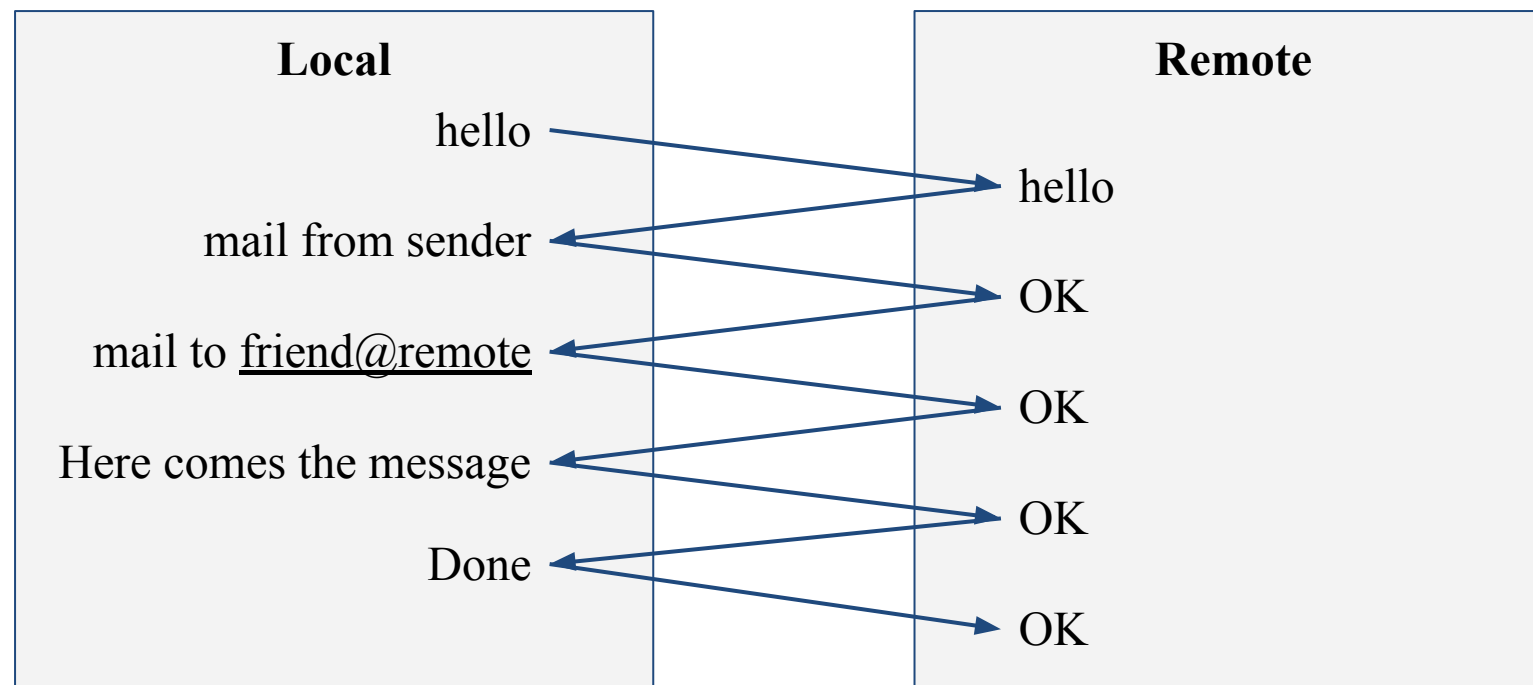 Local
Remote
hello
hello
mail from sender
OK
mail to friend@remote
OK
Here comes the message
OK
Done
OK